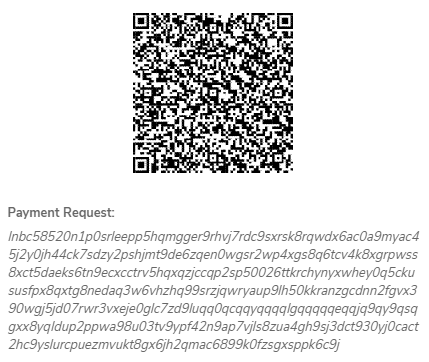 Payment Request:
lnbc58520n1p0srleepp5hqmgger9rhvj7rdc9sxrsk8rqwdx6ac0a9myac4
5j2y0jh44ck7sdzy2pshjmt9de6zqen0wgsr2wp4xgs8q6tcv4k8xgrpwss
8xct5daeks6tn9ecxcctrv5hqxqzjccqp2sp50026ttkrchynyxwhey0q5cku
susfpx8qxtg8nedaq3w6vhzhq99srzjqwryaup9lh50kkranzgcdnn2fgvx3
90wgj5jd07rwr3vxeje0glc7zd9luqq0qcqqyqqqqlgqqqqqeqqjq9qy9qsq
gxx8yqldup2ppwa98u03tv9ypf42n9ap7vjls8zua4gh9sj3dct930yj0cact
2hc9yslurcpuezmvukt8gx6jh2qmac6899k0fzsgxsppk6c9j